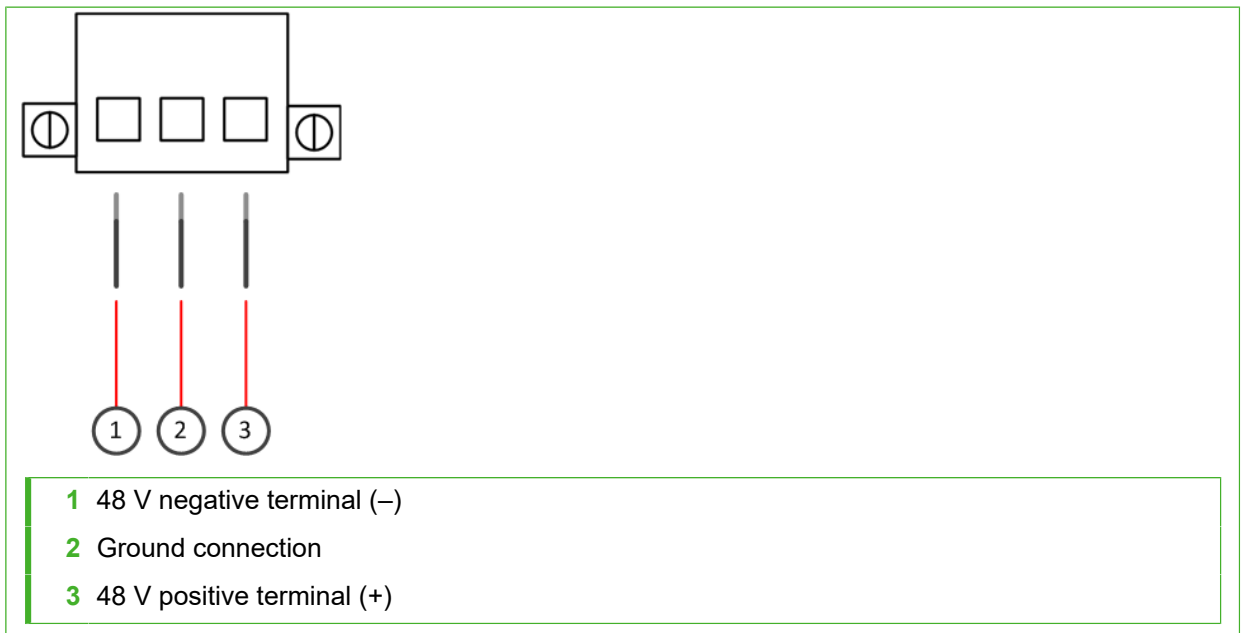 1 2 3
1 48 V negative terminal (–)
2 Ground connection
3 48 V positive terminal (+)